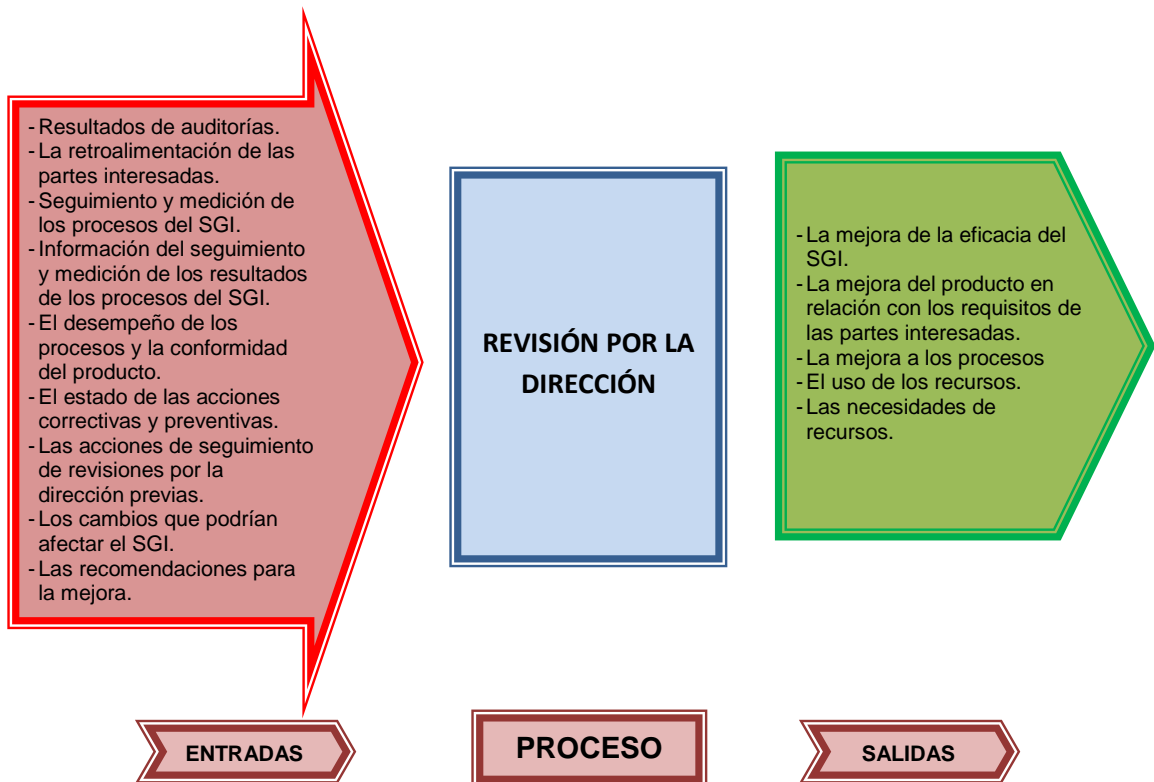 - Resultados de auditorías.
- La retroalimentación de las
partes interesadas.
- Seguimiento y medición de
los procesos del SGI.
- Información del seguimiento
y medición de los resultados
de los procesos del SGI.
- El desempeño de los
procesos y la conformidad
del producto.
- El estado de las acciones
correctivas y preventivas.
- Las acciones de seguimiento
de revisiones por la
dirección previas.
- Los cambios que podrían
afectar el SGI.
- Las recomendaciones para
la mejora.
REVISIÓN POR LA
DIRECCIÓN
- La mejora de la eficacia del
SGI.
- La mejora del producto en
relación con los requisitos de
las partes interesadas.
- La mejora a los procesos
- El uso de los recursos.
- Las necesidades de
recursos.
ENTRADAS
PROCESO
SALIDAS